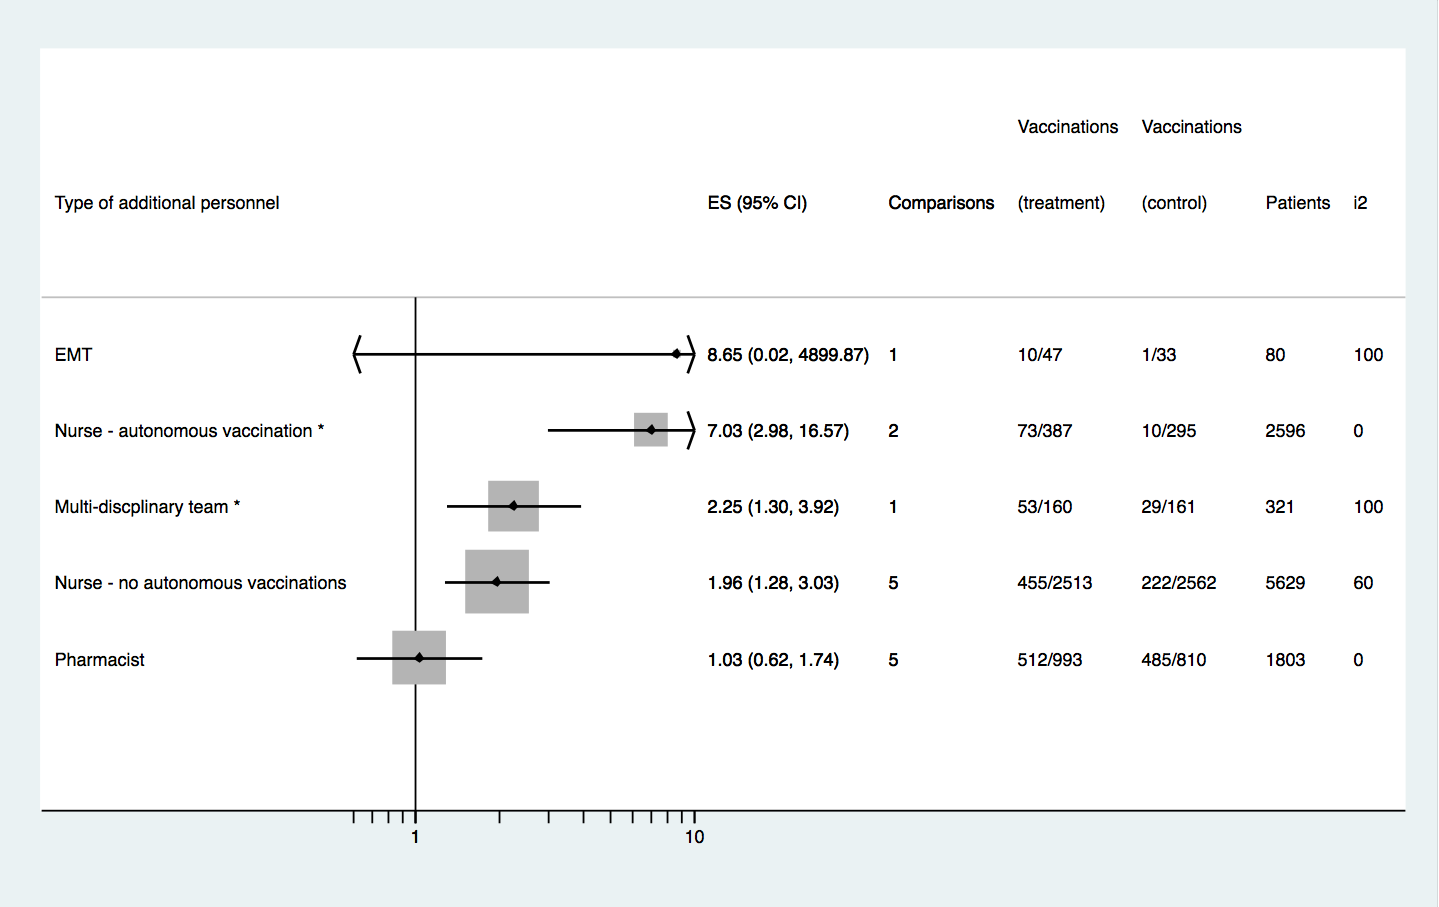 Vaccinations Vaccinations
Type of additional personnel ES (95% CI) Comparisons (treatment) (control) Patients i2
EMT 8.65 (0.02, 4899.87) 1 10/47 1/33 80 100
Nurse - autonomous vaccination * 7.03 (2.98, 16.57) 2 73/387 10/295 2596 0
Multi-discplinary team * 2.25 (1.30, 3.92) 1 53/160 29/161 321 100
Nurse - no autonomous vaccinations 1.96 (1.28, 3.03) 5 455/2513 222/2562 5629 60
Pharmacist 1.03 (0.62, 1.74) 5 512/993 485/810 1803 0
1 10